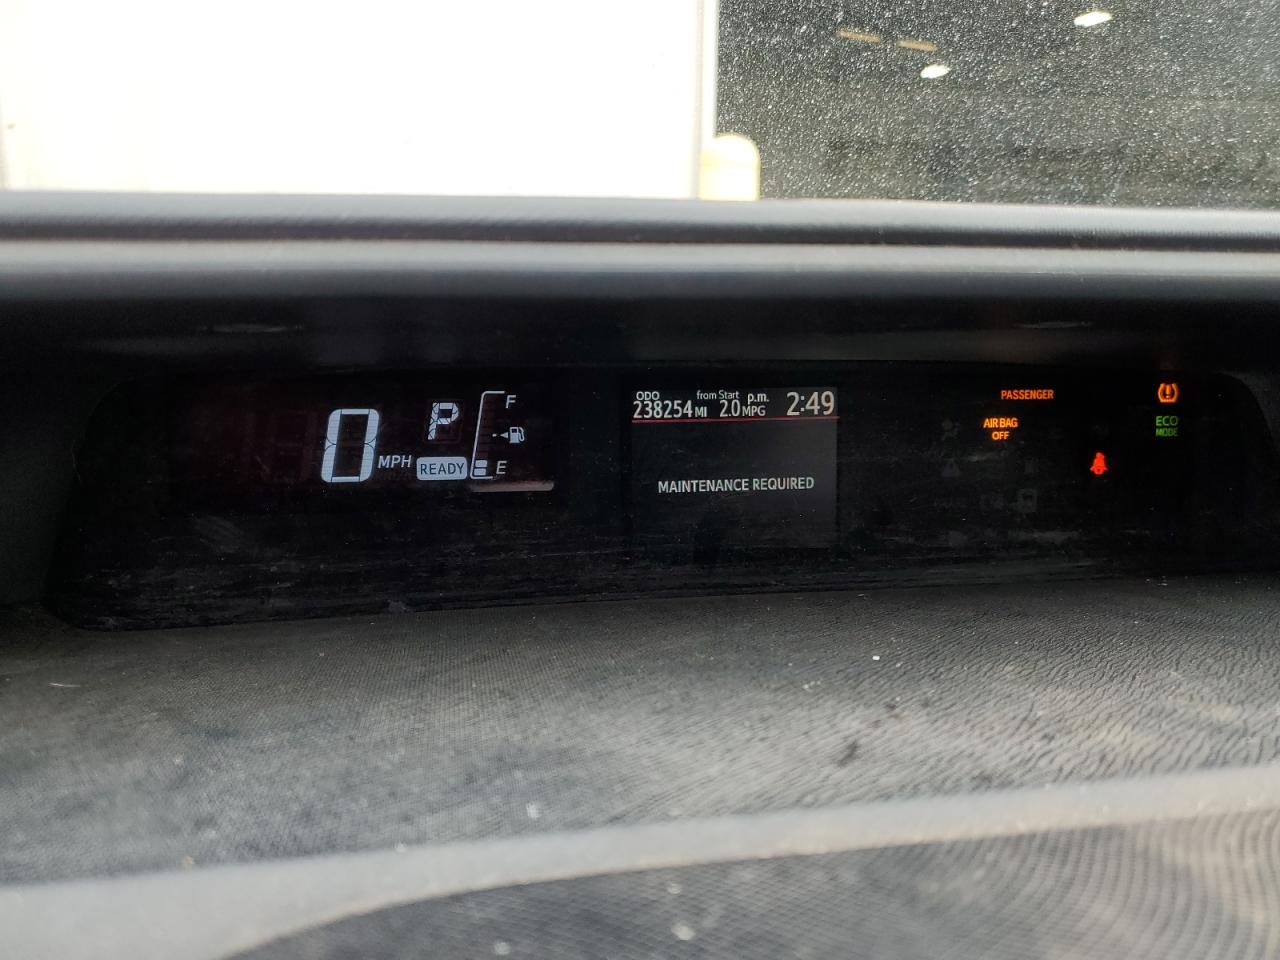 0 MPH
P
READY
F
E
ODO
238254 MI
from Start
2.0 MPG
p.m.
2:49
MAINTENANCE REQUIRED
PASSENGER
AIR BAG
OFF
ECO
MODE